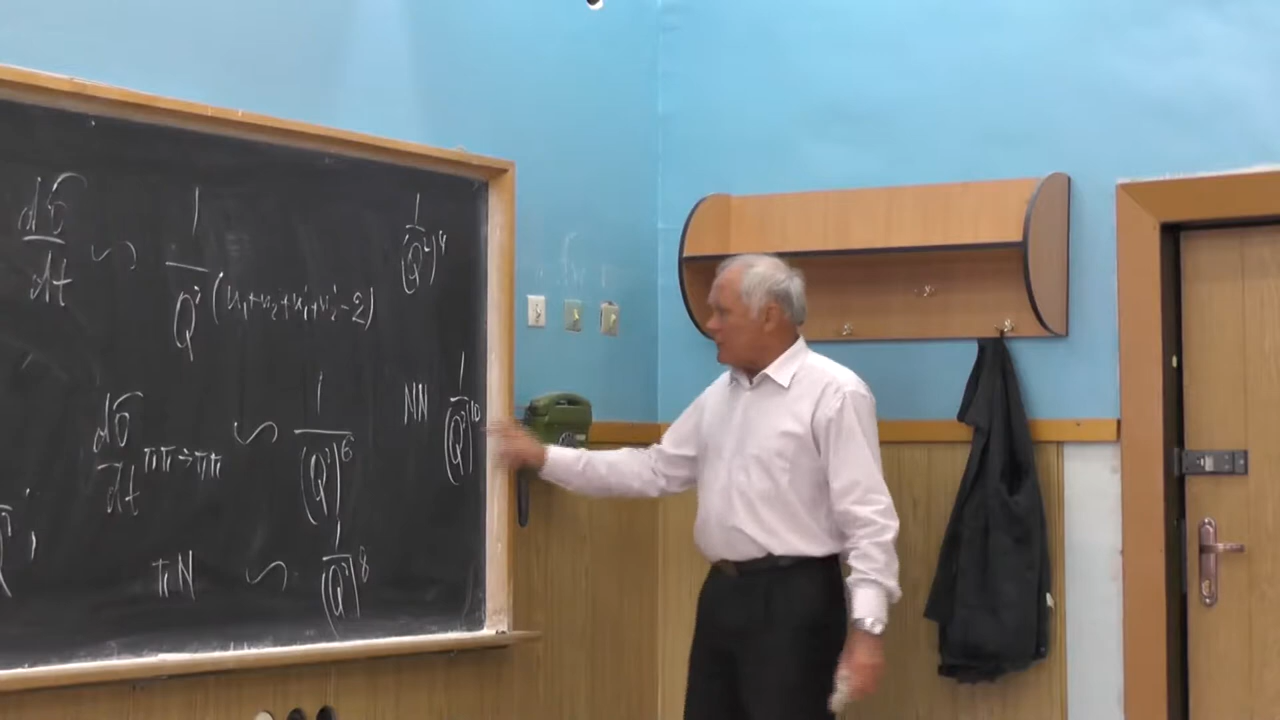 dσ/dt ~ 1/Q²(n₁+n₂+n₁'+n₂'-2) 1/(Q²)⁴
dσ/dt ππ→ππ ~ 1/(Q²)⁶ NN 1/(Q²)¹⁰
πN ~ 1/(Q²)⁸